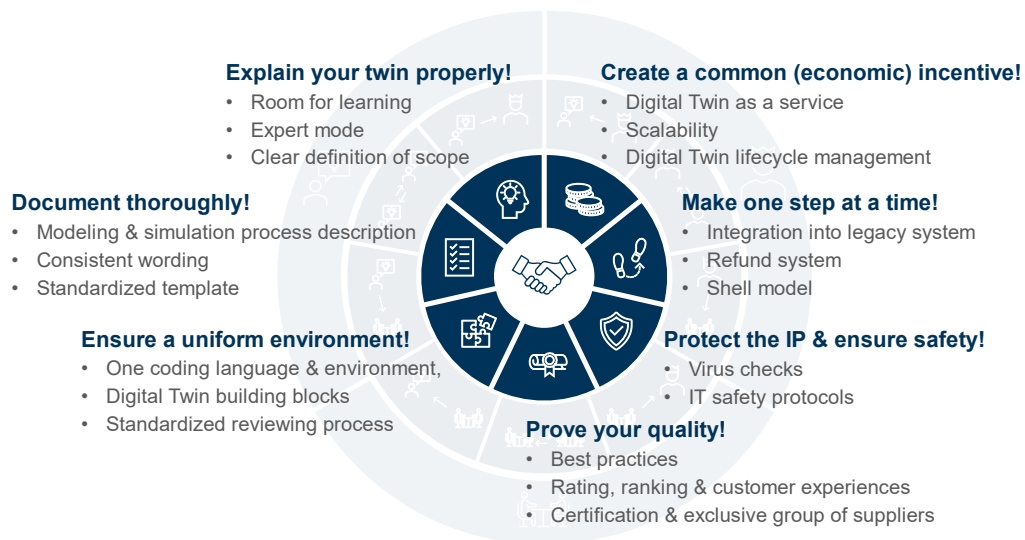 Explain your twin properly!
• Room for learning
• Expert mode
• Clear definition of scope
Create a common (economic) incentive!
• Digital Twin as a service
• Scalability
• Digital Twin lifecycle management
Document thoroughly!
• Modeling & simulation process description
• Consistent wording
• Standardized template
Make one step at a time!
• Integration into legacy system
• Refund system
• Shell model
Ensure a uniform environment!
• One coding language & environment,
• Digital Twin building blocks
• Standardized reviewing process
Protect the IP & ensure safety!
• Virus checks
• IT safety protocols
Prove your quality!
• Best practices
• Rating, ranking & customer experiences
• Certification & exclusive group of suppliers